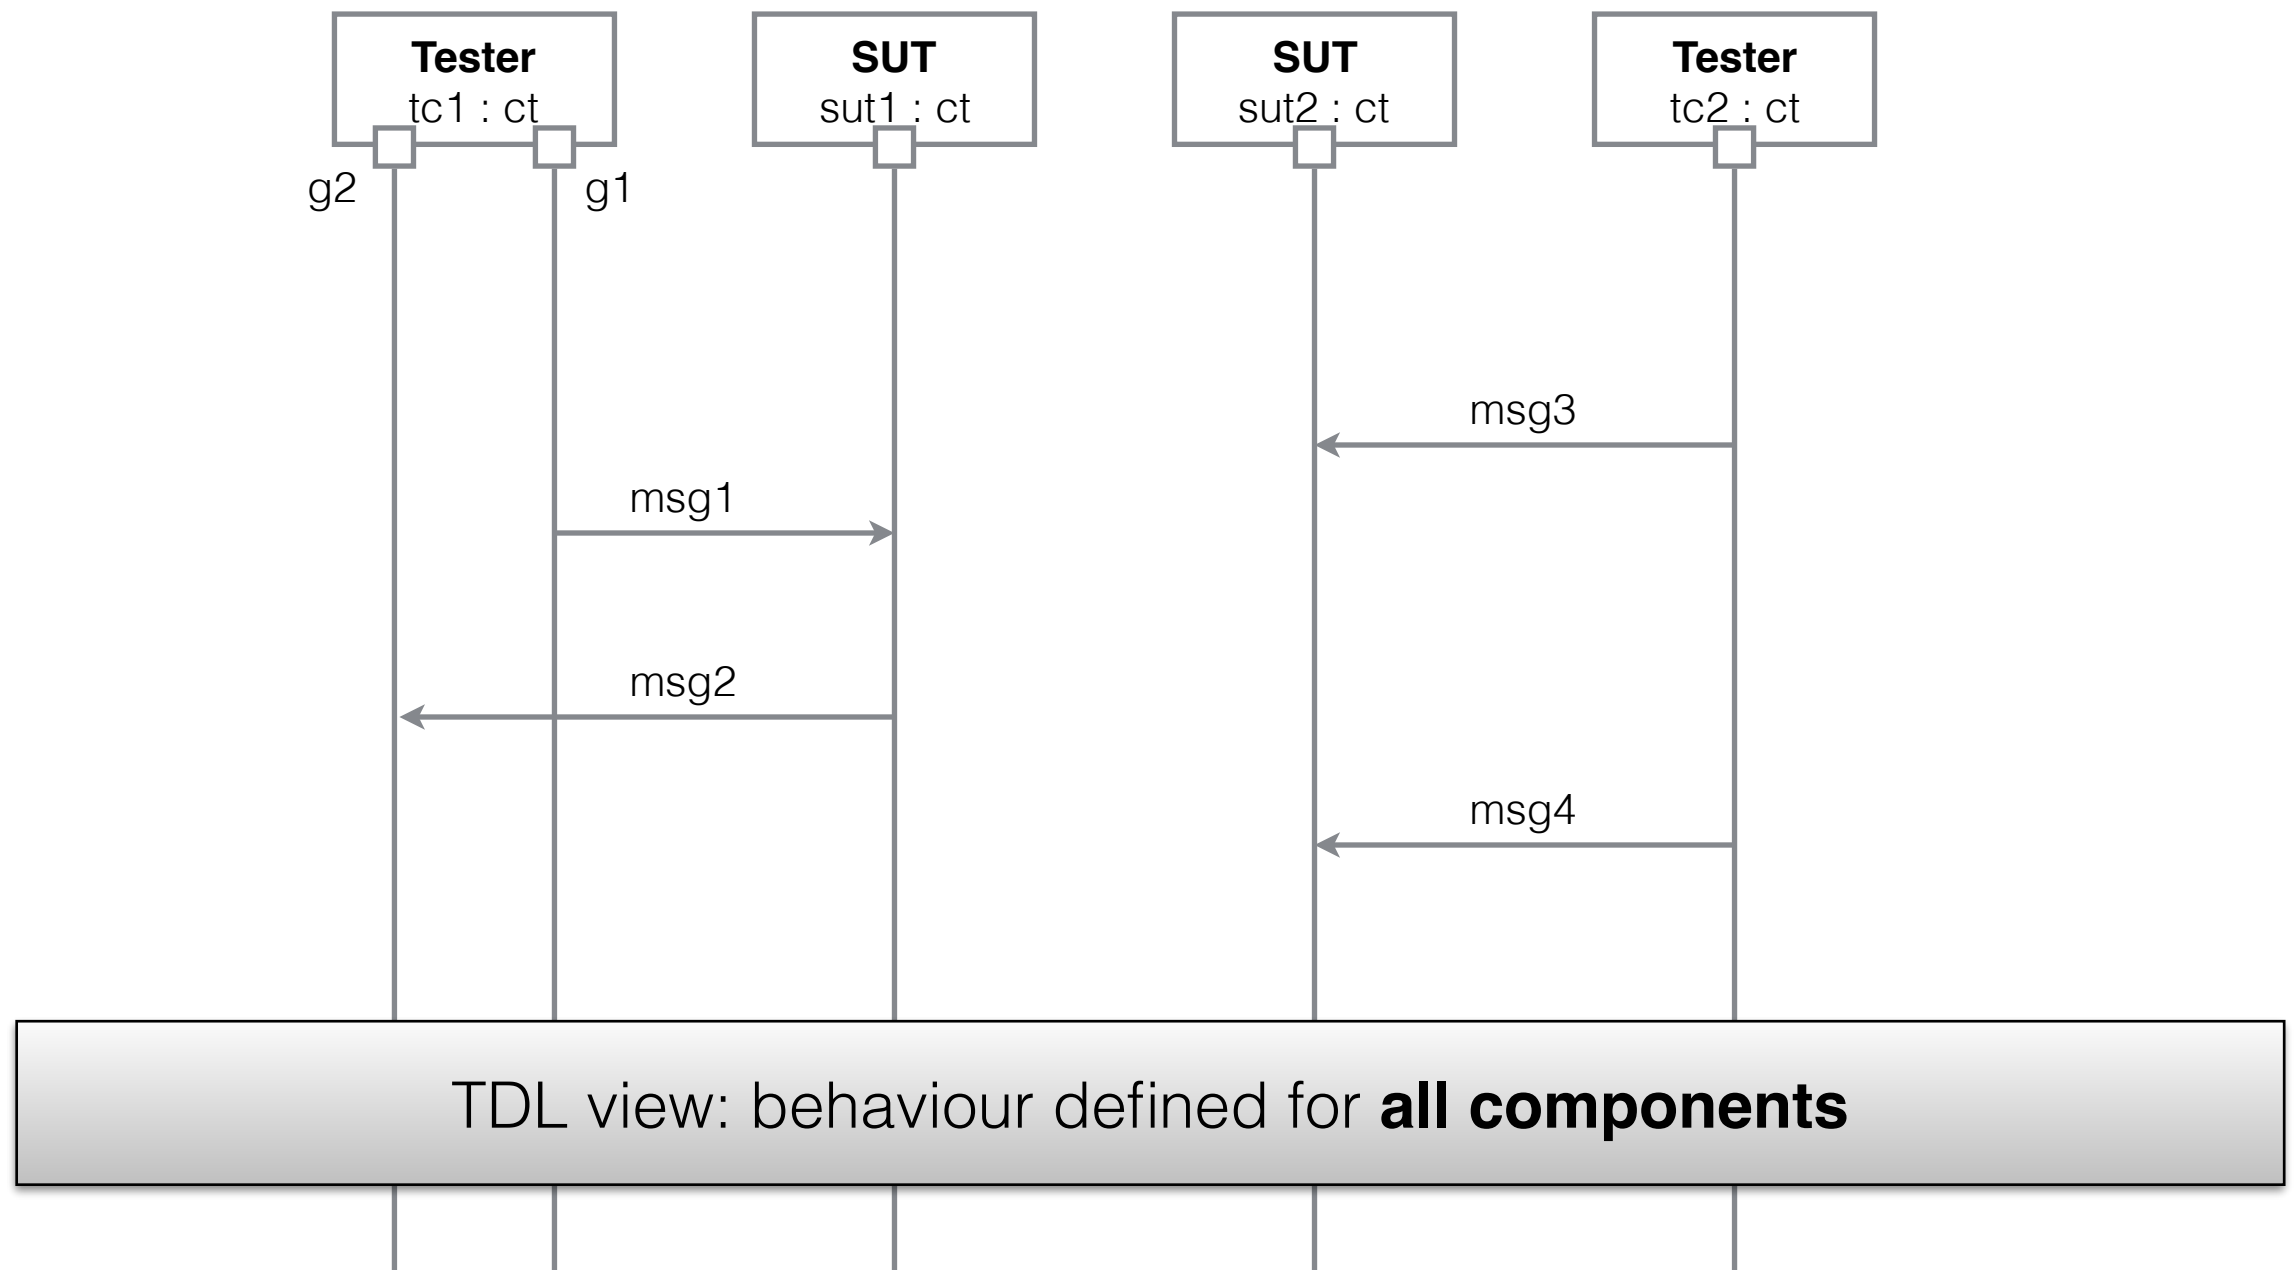 Tester
tc1 : ct
SUT
sut1 : ct
SUT
sut2 : ct
Tester
tc2 : ct
g2
g1
msg3
msg1
msg2
msg4
TDL view: behaviour defined for all components